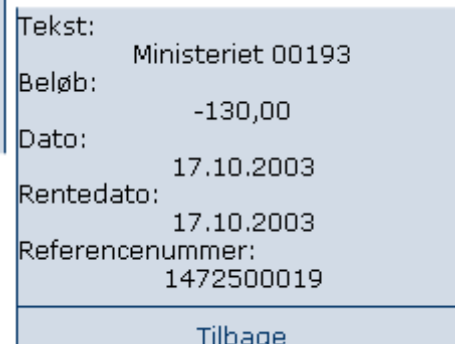 Tekst:
Ministeriet 00193
Beløb:
-130,00
Dato:
17.10.2003
Rentedato:
17.10.2003
Referencenummer:
1472500019
Tilbage